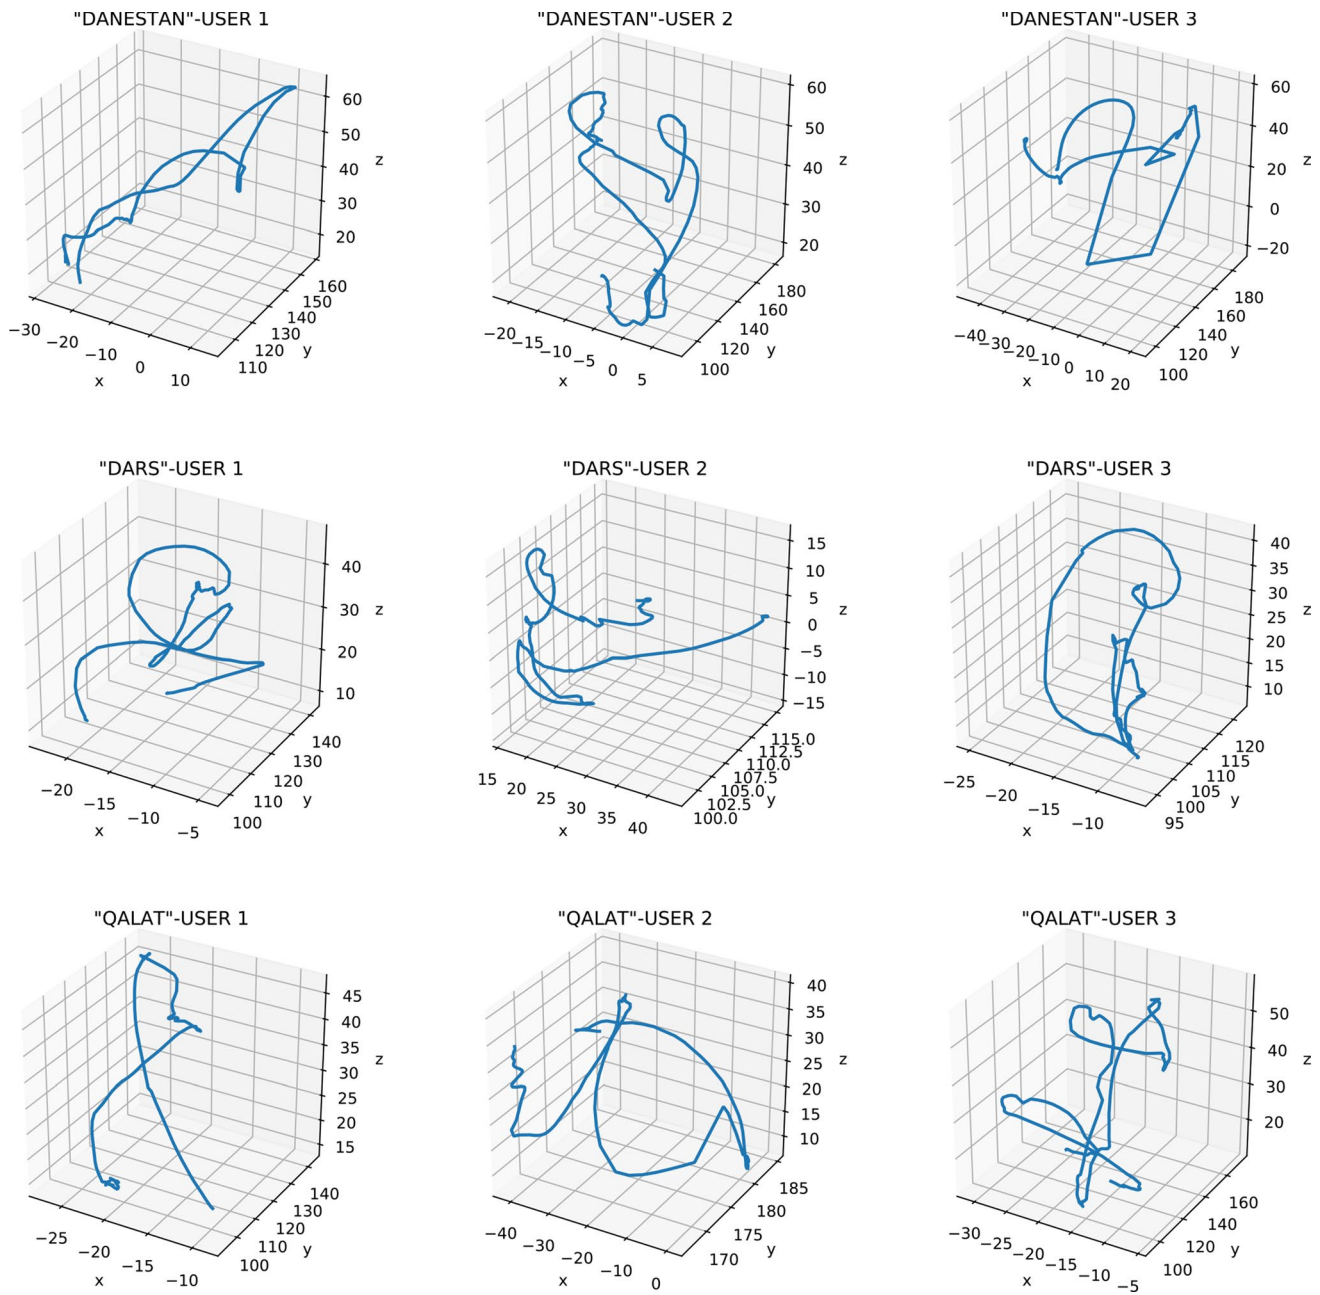 "DANESTAN"-USER 1 "DANESTAN"-USER 2 "DANESTAN"-USER 3
60 60 60
50 50 40
z z z
40 40 20
30 30 0
20 20 −20
160 180 180
150 160 160
140 140
130 120 120
120 100 100
110
y y y
−30 −20 −10 0 10
−20 −15 −10 −5 0 5
−40 −30 −20 −10 0 10 20
x x x
"DARS"-USER 1 "DARS"-USER 2 "DARS"-USER 3
40 15 40
10 35
30 5 30
z z z
0 25
20 −5 20
−10 15
10 −15 10
140 115.0 120
130 112.5 115
120 110.0 110
110 107.5 105
100 105.0 100
102.5 95
100.0
y y y
−20 −15 −10 −5
15 20 25 30 35 40
−25 −20 −15 −10
x x x
"QALAT"-USER 1 "QALAT"-USER 2 "QALAT"-USER 3
45 40 50
40 35 40
35 30
z z z
30 25 30
25 20
20 15 20
15 10
140 185 160
130 180 140
120 175 120
110 170 100
100
y y y
−25 −20 −15 −10
−40 −30 −20 −10 0
−30 −25 −20 −15 −10 −5
x x x